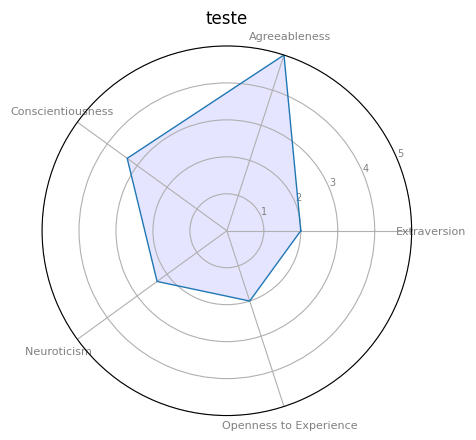 teste
Agreeableness
Conscientiousness
5
4
3
2
1
Extraversion
Neuroticism
Openness to Experience